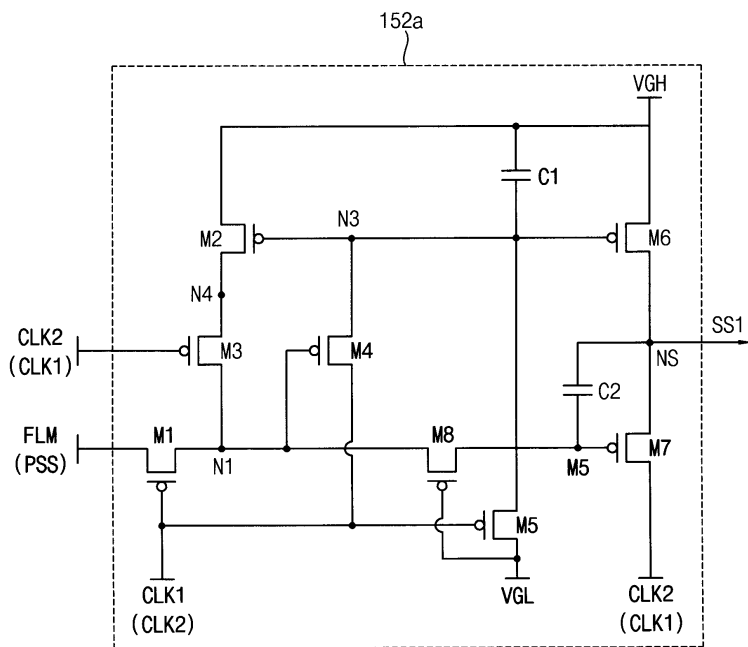 152a
VGH
C1
N3
M2
M6
N4
CLK2
(CLK1)
M3
M4
SS1
NS
C2
FLM
(PSS)
M1
N1
M8
M5
M7
M5
CLK1
(CLK2)
VGL
CLK2
(CLK1)